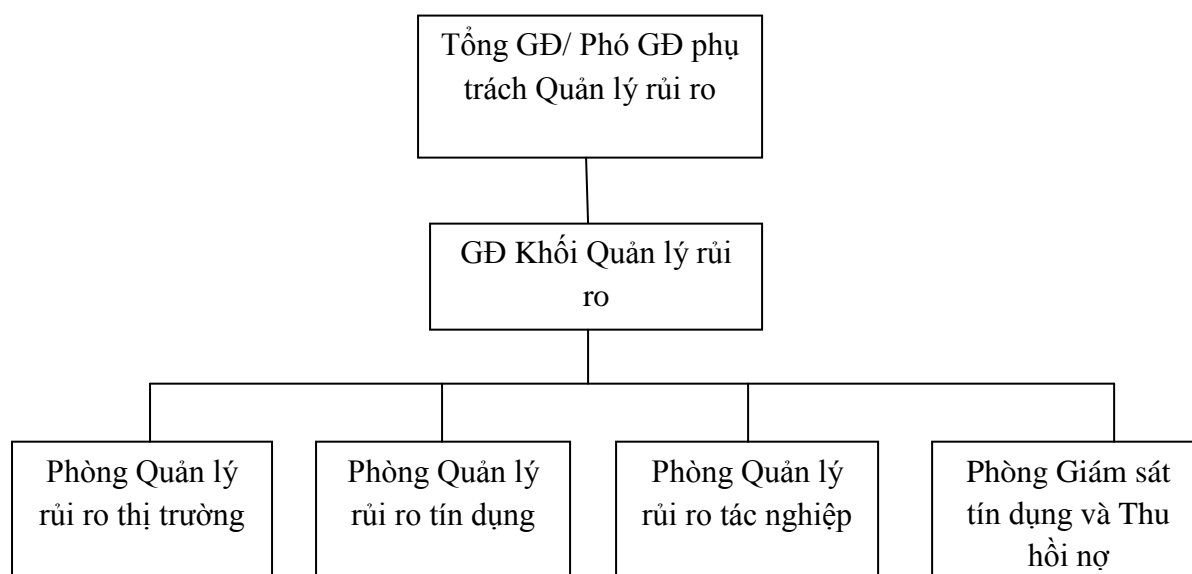 Tổng GĐ/ Phó GĐ phụ
trách Quản lý rủi ro
GĐ Khối Quản lý rủi
ro
Phòng Quản lý
rủi ro thị trường
Phòng Quản lý
rủi ro tín dụng
Phòng Quản lý
rủi ro tác nghiệp
Phòng Giám sát
tín dụng và Thu
hồi nợ